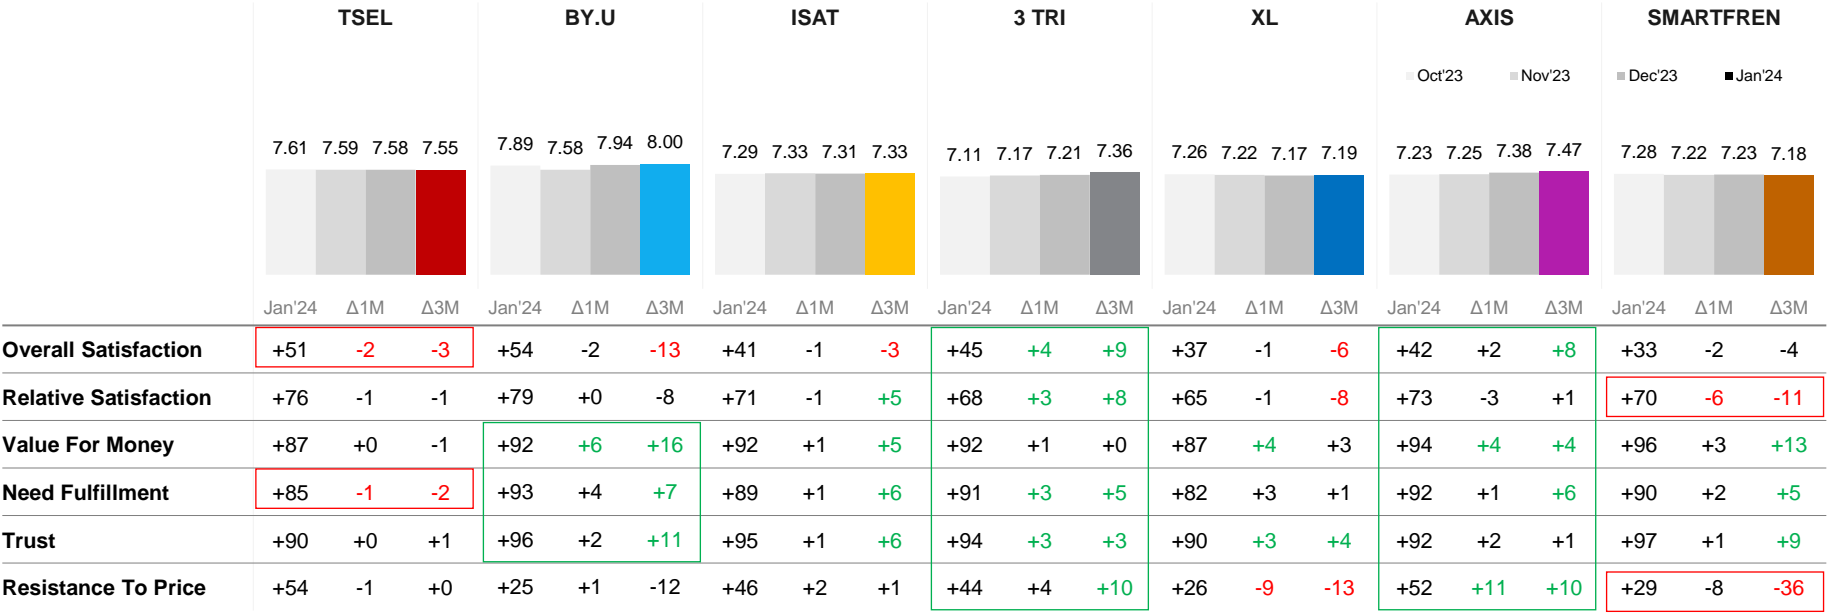 TSEL BY.U ISAT 3 TRI XL AXIS SMARTFREN
Oct'23 Nov'23 Dec'23 Jan'24
7.61 7.59 7.58 7.55 7.89 7.58 7.94 8.00 7.29 7.33 7.31 7.33 7.11 7.17 7.21 7.36 7.26 7.22 7.17 7.19 7.23 7.25 7.38 7.47 7.28 7.22 7.23 7.18
Jan'24 Δ1M Δ3M Jan'24 Δ1M Δ3M Jan'24 Δ1M Δ3M Jan'24 Δ1M Δ3M Jan'24 Δ1M Δ3M Jan'24 Δ1M Δ3M Jan'24 Δ1M Δ3M
Overall Satisfaction +51 -2 -3 +54 -2 -13 +41 -1 -3 +45 +4 +9 +37 -1 -6 +42 +2 +8 +33 -2 -4
Relative Satisfaction +76 -1 -1 +79 +0 -8 +71 -1 +5 +68 +3 +8 +65 -1 -8 +73 -3 +1 +70 -6 -11
Value For Money +87 +0 -1 +92 +6 +16 +92 +1 +5 +92 +1 +0 +87 +4 +3 +94 +4 +4 +96 +3 +13
Need Fulfillment +85 -1 -2 +93 +4 +7 +89 +1 +6 +91 +3 +5 +82 +3 +1 +92 +1 +6 +90 +2 +5
Trust +90 +0 +1 +96 +2 +11 +95 +1 +6 +94 +3 +3 +90 +3 +4 +92 +2 +1 +97 +1 +9
Resistance To Price +54 -1 +0 +25 +1 -12 +46 +2 +1 +44 +4 +10 +26 -9 -13 +52 +11 +10 +29 -8 -36